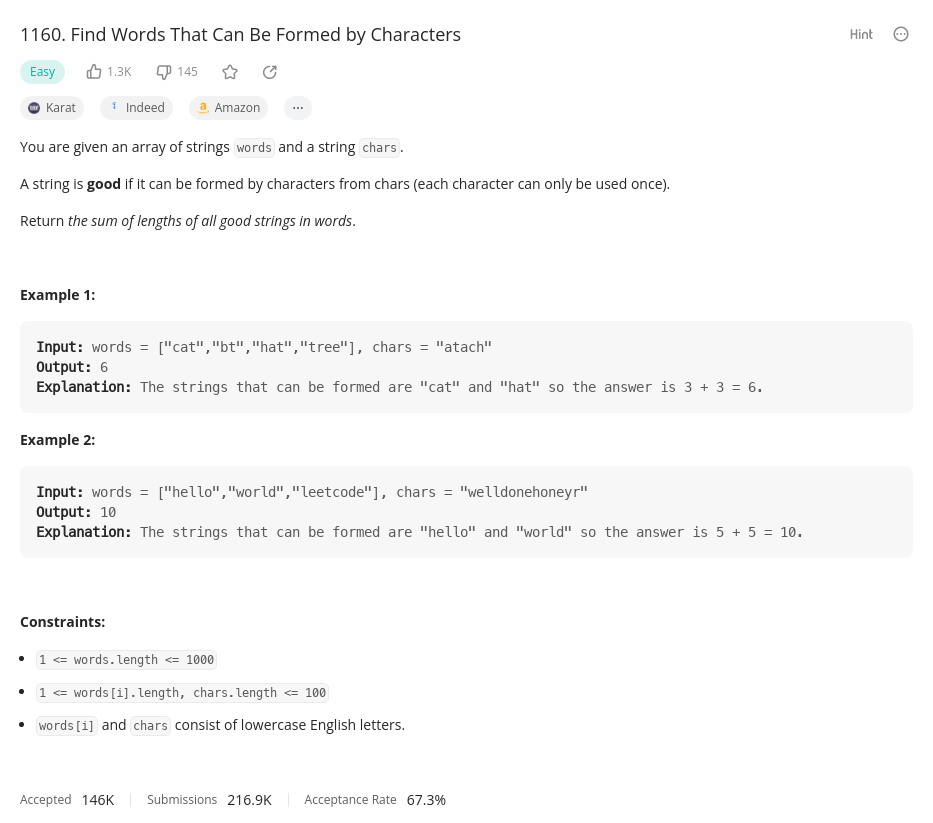 1160. Find Words That Can Be Formed by Characters
Hint
Easy 1.3K 145
Karat Indeed Amazon ...
You are given an array of strings words and a string chars.
A string is good if it can be formed by characters from chars (each character can only be used once).
Return the sum of lengths of all good strings in words.
Example 1:
Input: words = ["cat","bt","hat","tree"], chars = "atach"
Output: 6
Explanation: The strings that can be formed are "cat" and "hat" so the answer is 3 + 3 = 6.
Example 2:
Input: words = ["hello","world","leetcode"], chars = "welldonehoneyr"
Output: 10
Explanation: The strings that can be formed are "hello" and "world" so the answer is 5 + 5 = 10.
Constraints:
• 1 <= words.length <= 1000
• 1 <= words[i].length, chars.length <= 100
• words[i] and chars consist of lowercase English letters.
Accepted 146K Submissions 216.9K Acceptance Rate 67.3%